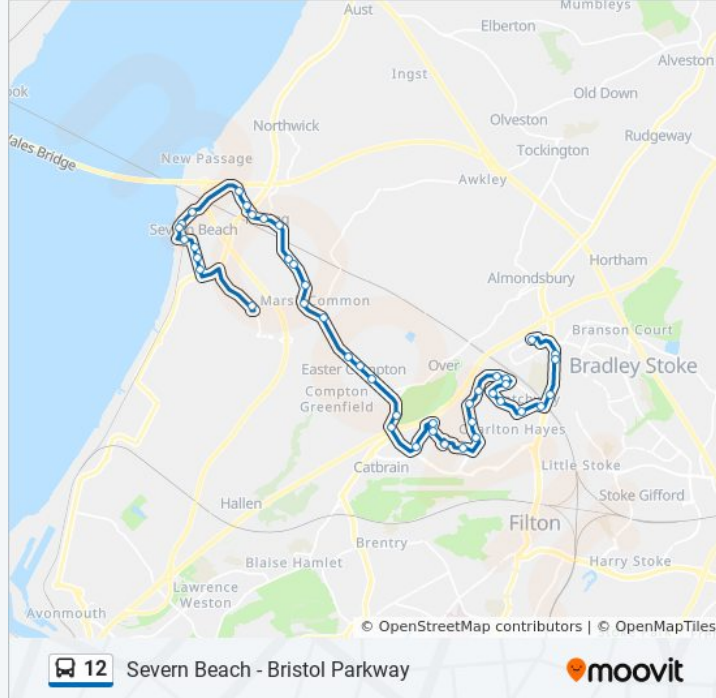 Aust
Mumbleys
Elberton
Alveston
Ingst
Old Down
Olveston
Northwick
Rudgeway
Tockington
Wales Bridge
New Passage
Awkley
Severn Beach
Hortham
Almondsbury
Marsh Common
Branson Court
Easter Compton
Over
Bradley Stoke
Compton
Greenfield
Charlton Hayes
Catbrain
Little Stoke
Stoke Gifford
Hallen
Filton
Brentry
Blaise Hamlet
Harry Stoke
Lawrence
Weston
Avonmouth
© OpenStreetMap contributors | © OpenMapTiles
12
Severn Beach - Bristol Parkway
moovit